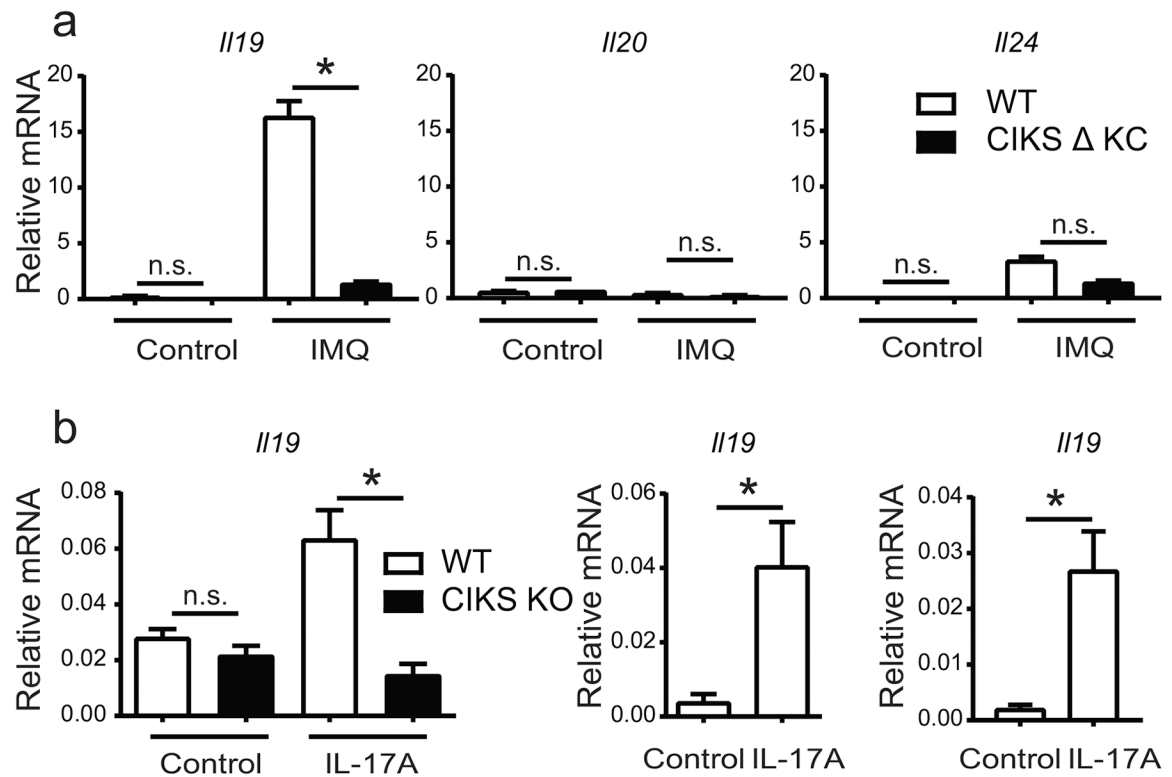 a
Il19
Il20
Il24
Relative mRNA
20
15
10
5
0
n.s.
*
Control
IMQ
20
15
10
5
0
n.s.
n.s.
Control
IMQ
20
15
10
5
0
WT
CIKS Δ KC
n.s.
n.s.
Control
IMQ
b
Il19
Relative mRNA
0.08
0.06
0.04
0.02
0.00
n.s.
*
WT
CIKS KO
Control
IL-17A
Il19
Relative mRNA
0.06
0.04
0.02
0.00
*
Control IL-17A
Il19
Relative mRNA
0.04
0.03
0.02
0.01
0.00
*
Control IL-17A